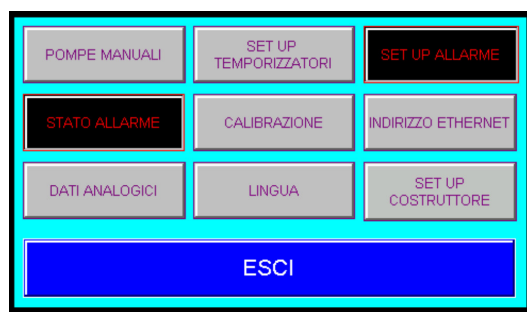 POMPE MANUALI
SET UP
TEMPORIZZATORI
SET UP ALLARME
STATO ALLARME
CALIBRAZIONE
INDIRIZZO ETHERNET
DATI ANALOGICI
LINGUA
SET UP
COSTRUTTORE
ESCI